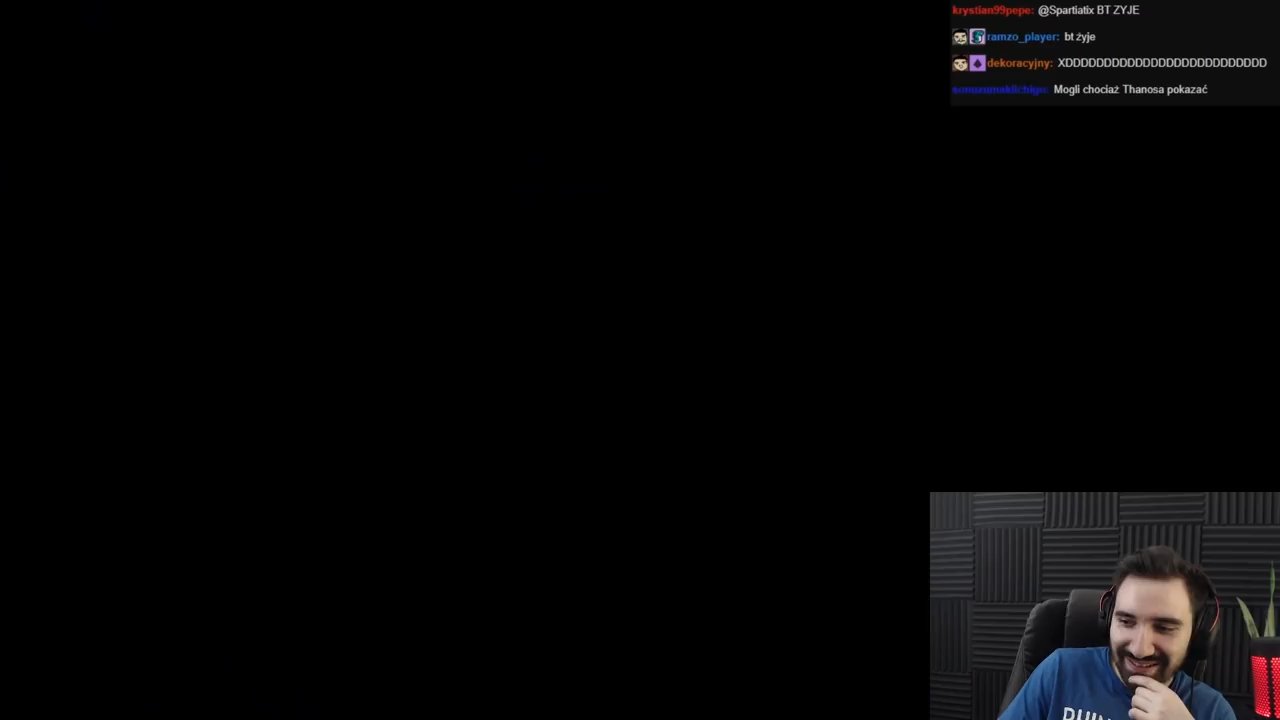 krystian99pepe: @Spartiatix BT ZYJE
ramzo_player: bt żyje
dekoracyjny: XDDDDDDDDDDDDDDDDDDDDDDDDDD
Mogli chociaż Thanosa pokazać